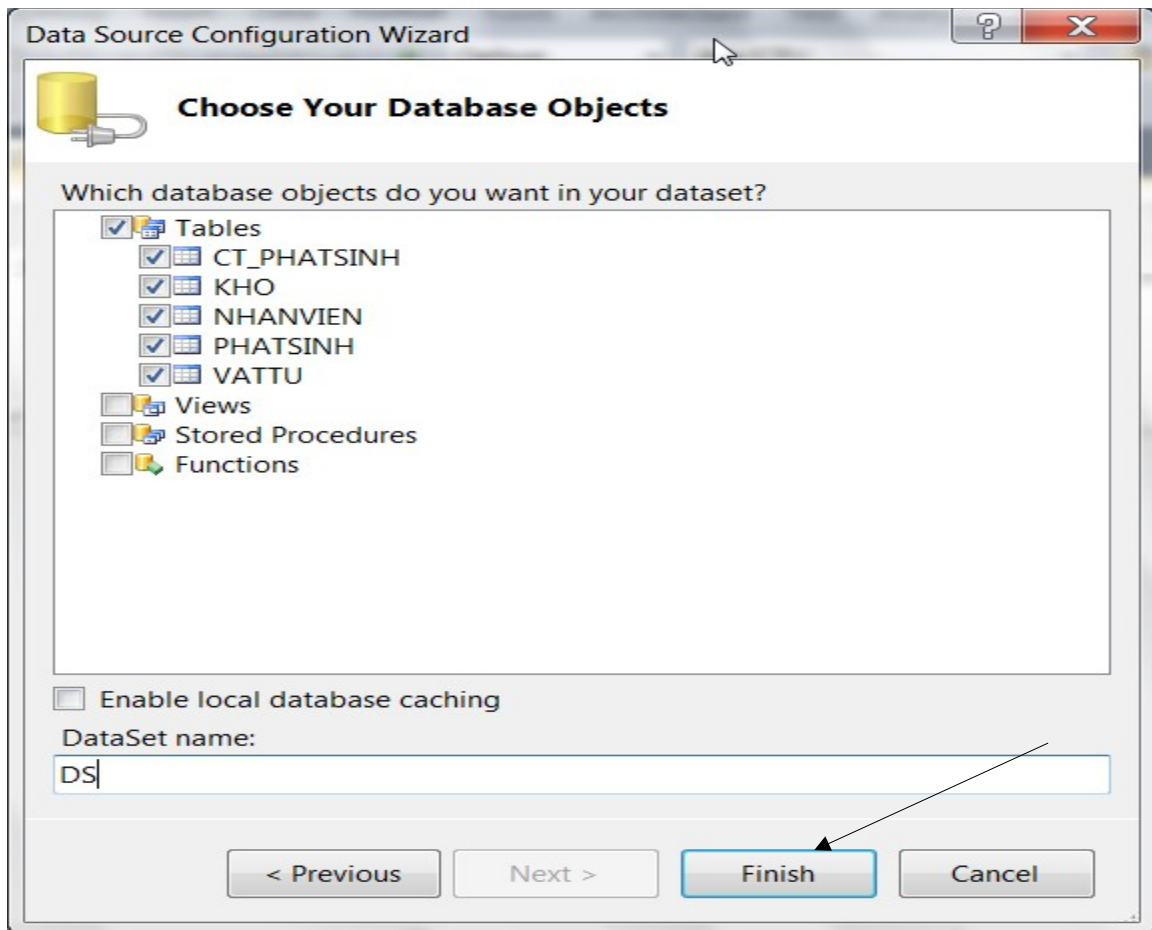 Data Source Configuration Wizard
Choose Your Database Objects
Which database objects do you want in your dataset?
Tables
CT_PHATSINH
KHO
NHANVIEN
PHATSINH
VATTU
Views
Stored Procedures
Functions
Enable local database caching
DataSet name:
DS
< Previous Next > Finish Cancel